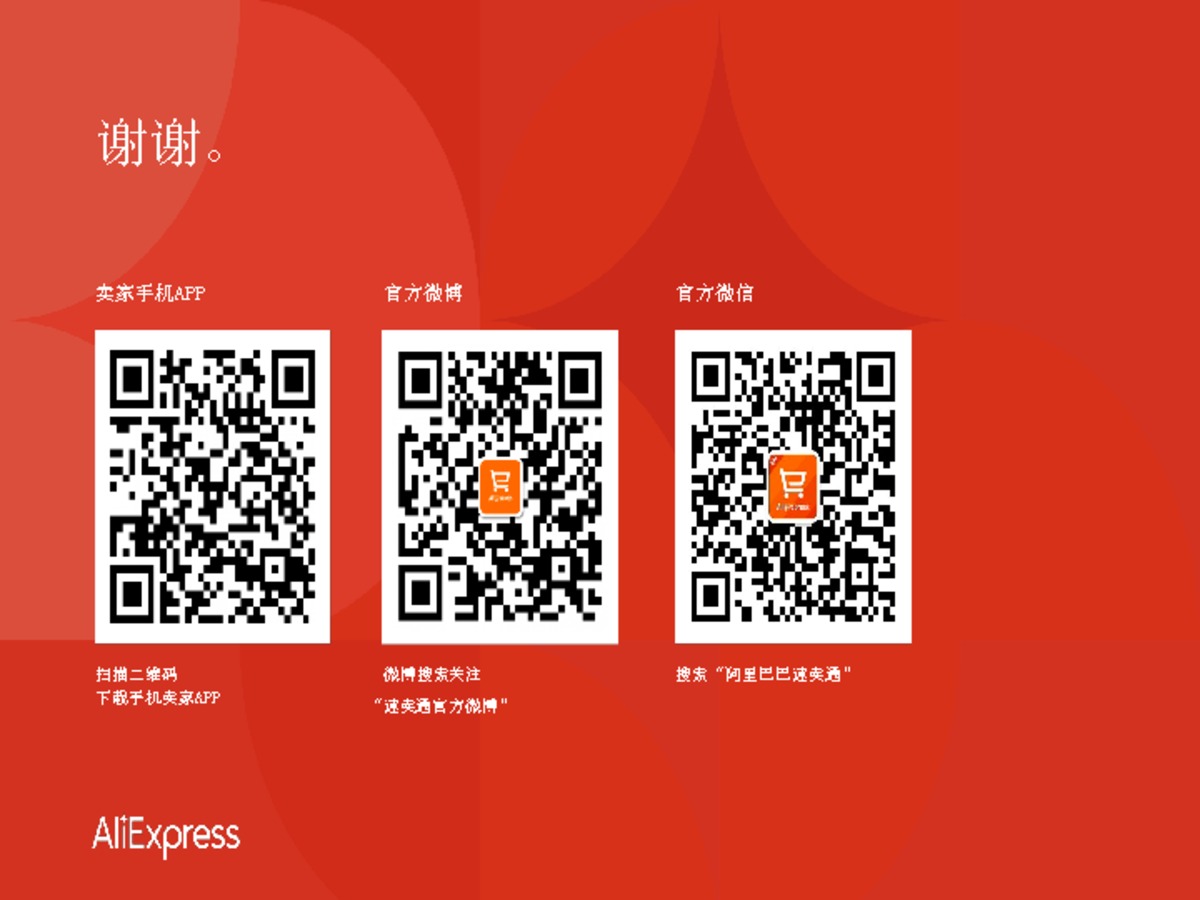 谢谢。
卖家手机APP
官方微博
官方微信
扫描二维码
下载手机卖家APP
微博搜索关注
“速卖通官方微博”
搜索“阿里巴巴速卖通”
AliExpress